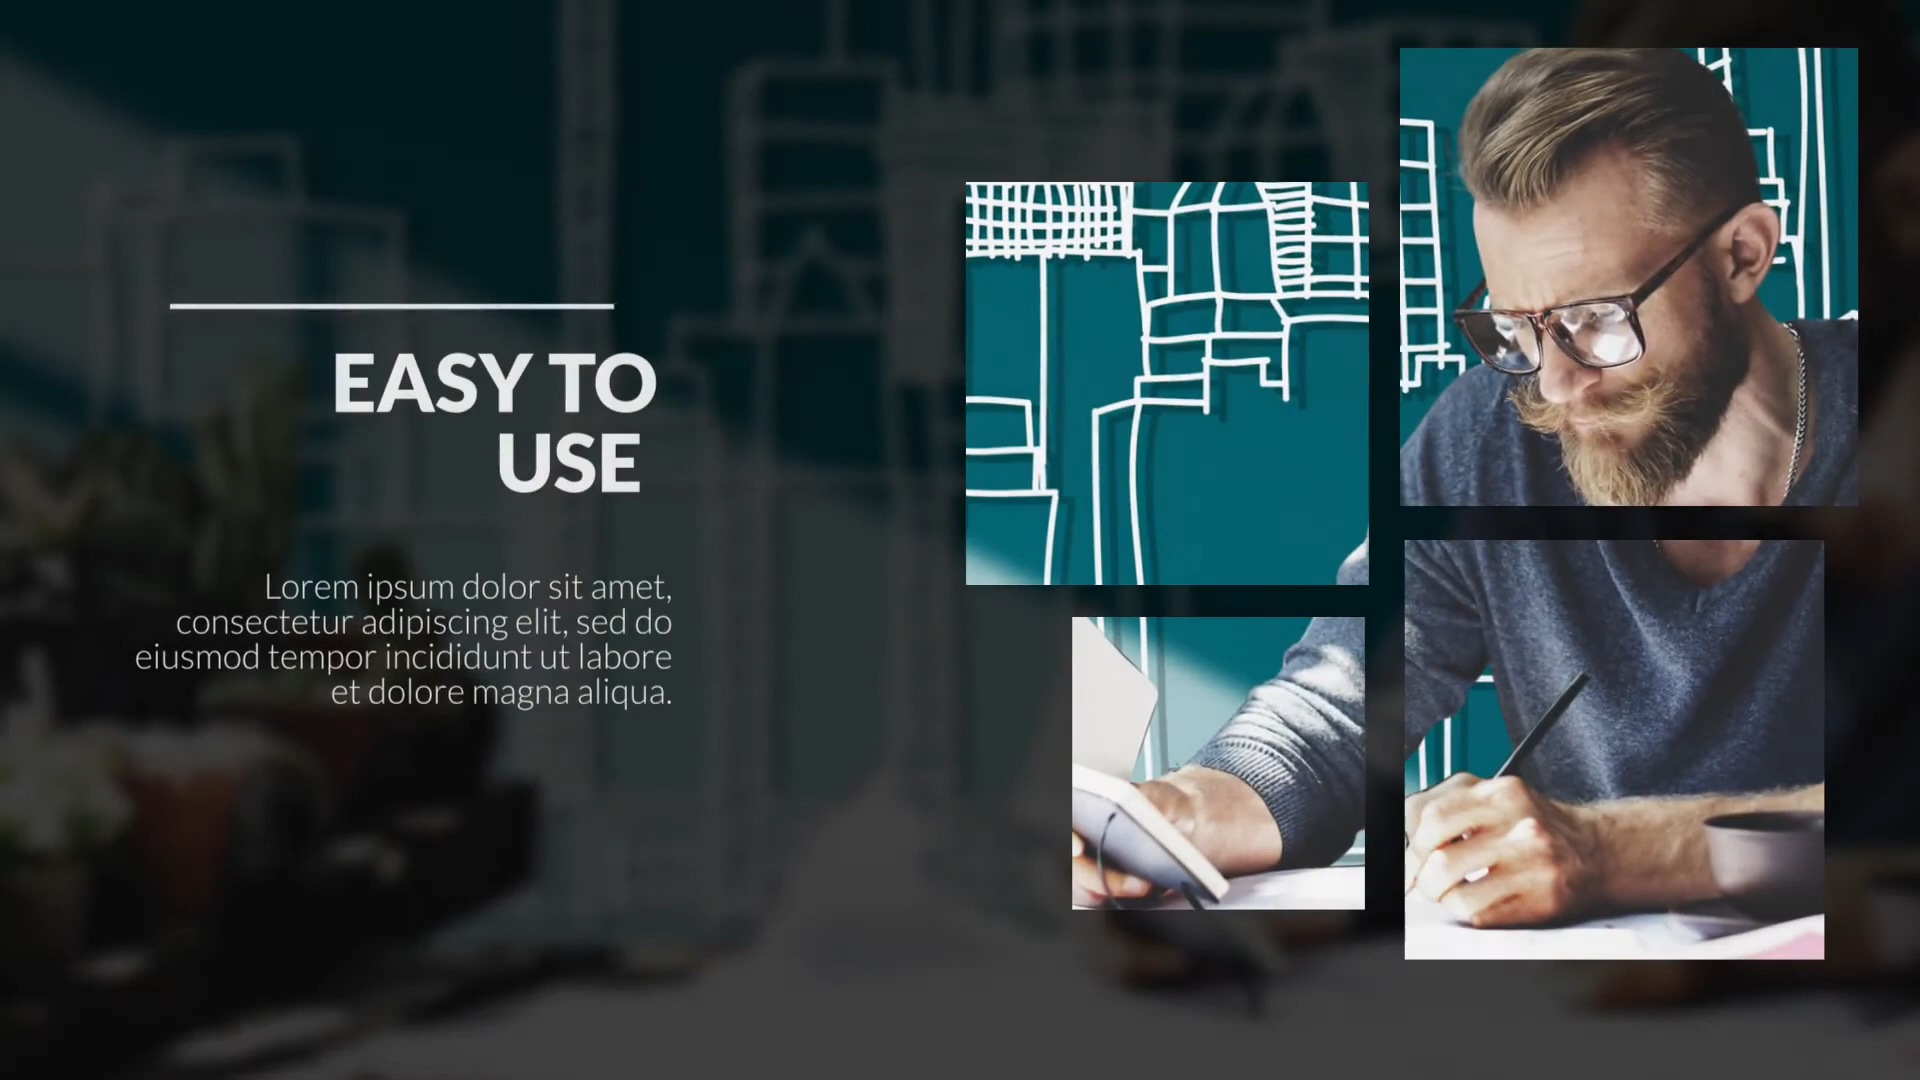 EASY TO
USE
Lorem ipsum dolor sit amet,
consectetur adipiscing elit, sed do
eiusmod tempor incididunt ut labore
et dolore magna aliqua.